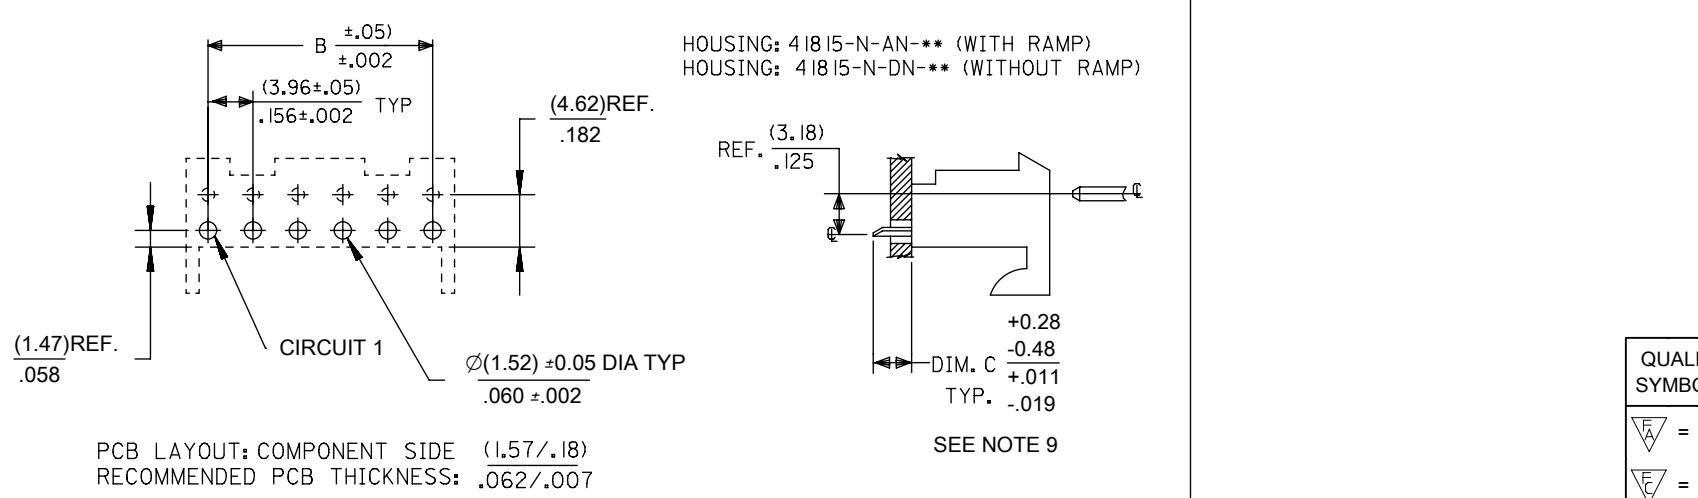 B ±.05)
±.002
(3.96±.05)
.156±.002 TYP
(4.62)REF.
.182
(1.47)REF.
.058
CIRCUIT 1
Ø(1.52) ±0.05 DIA TYP
.060 ±.002
PCB LAYOUT: COMPONENT SIDE (1.57/.18)
RECOMMENDED PCB THICKNESS: .062/.007
HOUSING: 41815-N-AN-** (WITH RAMP)
HOUSING: 41815-N-DN-** (WITHOUT RAMP)
REF. (3.18)
.125
℄
℄
+0.28
-0.48
DIM. C
+.011
TYP. -.019
SEE NOTE 9
QUALI
SYMBO
FA =
FC =